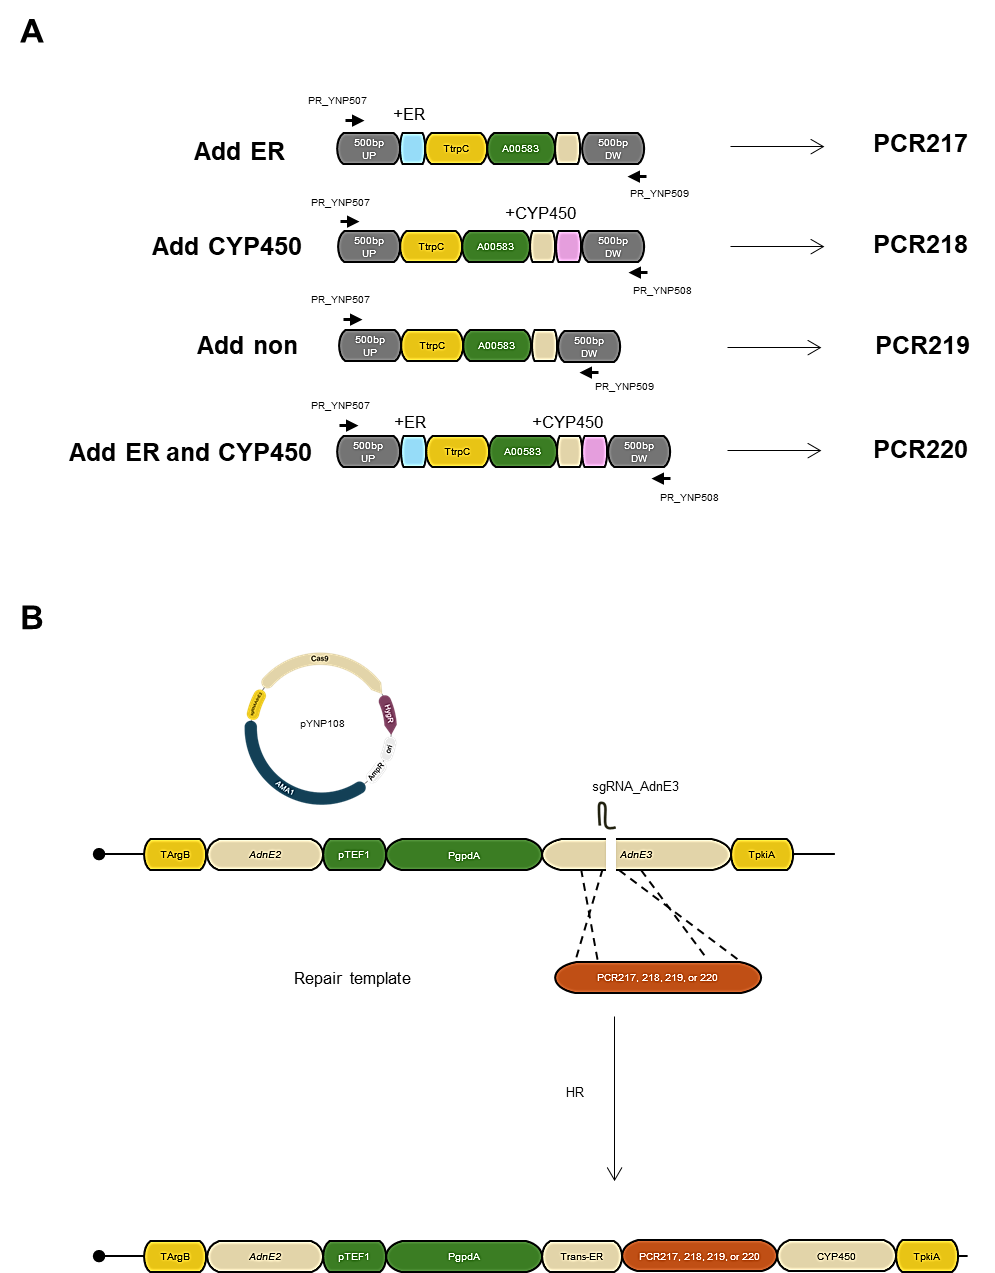 A
PR_YNP507
+ER
Add ER
500bp UP
TtrpC
A00583
500bp DW
PCR217
PR_YNP509
PR_YNP507
+CYP450
Add CYP450
500bp UP
TtrpC
A00583
500bp DW
PCR218
PR_YNP508
PR_YNP507
Add non
500bp UP
TtrpC
A00583
500bp DW
PCR219
PR_YNP509
PR_YNP507
+ER
+CYP450
Add ER and CYP450
500bp UP
TtrpC
A00583
500bp DW
PCR220
PR_YNP508
B
Cas9
HygR
pYNP108
ori
AmpR
AMA1
sgRNA_AdnE3
TArgB
AdnE2
pTEF1
PgpdA
AdnE3
TpkiA
Repair template
PCR217, 218, 219, or 220
HR
TArgB
AdnE2
pTEF1
PgpdA
Trans-ER
PCR217, 218, 219, or 220
CYP450
TpkiA